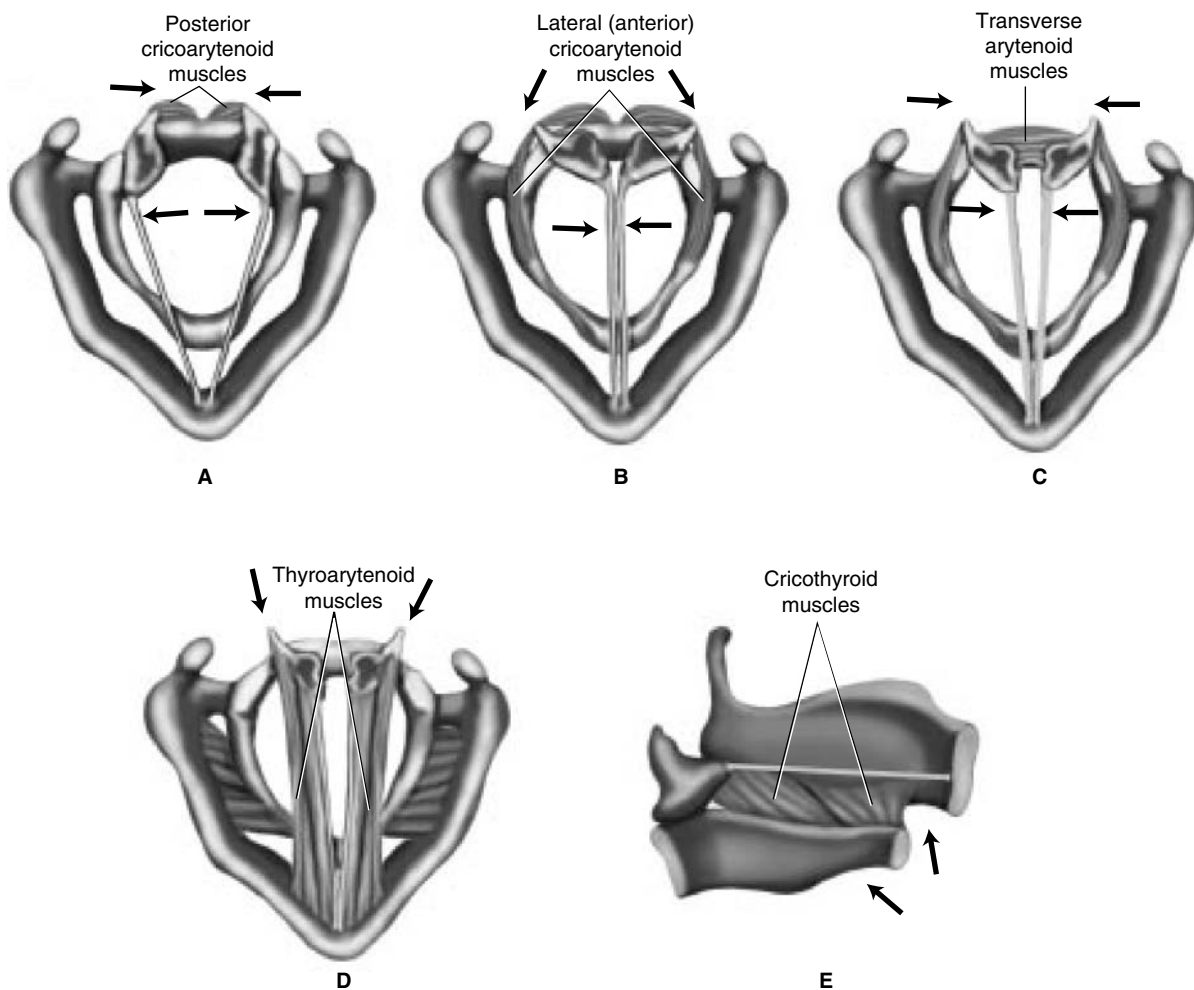 Posterior
cricoarytenoid
muscles
Lateral (anterior)
cricoarytenoid
muscles
Transverse
arytenoid
muscles
A
B
C
Thyroarytenoid
muscles
Cricothyroid
muscles
D
E